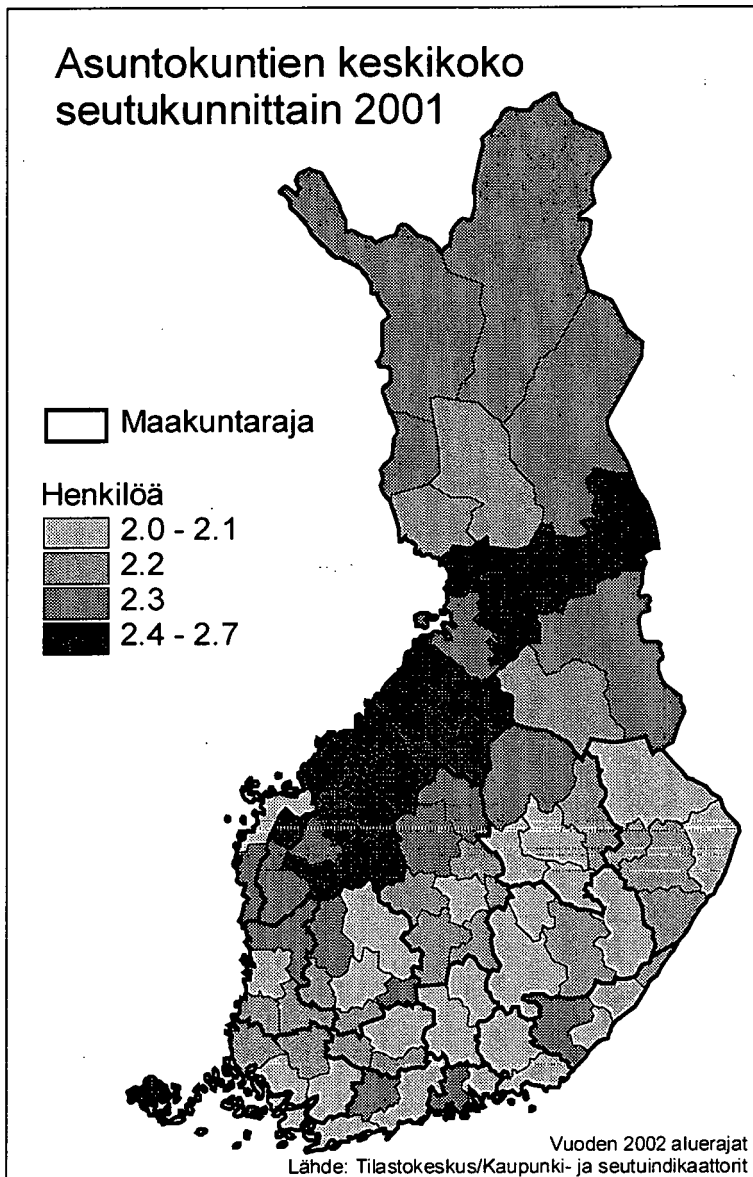 Asuntokuntien keskikoko
seutukunnittain 2001
Maakuntaraja
Henkilöä
2.0 - 2.1
2.2
2.3
2.4 - 2.7
Vuoden 2002 aluerajat
Lähde: Tilastokeskus/Kaupunki- ja seutuindikaattorit